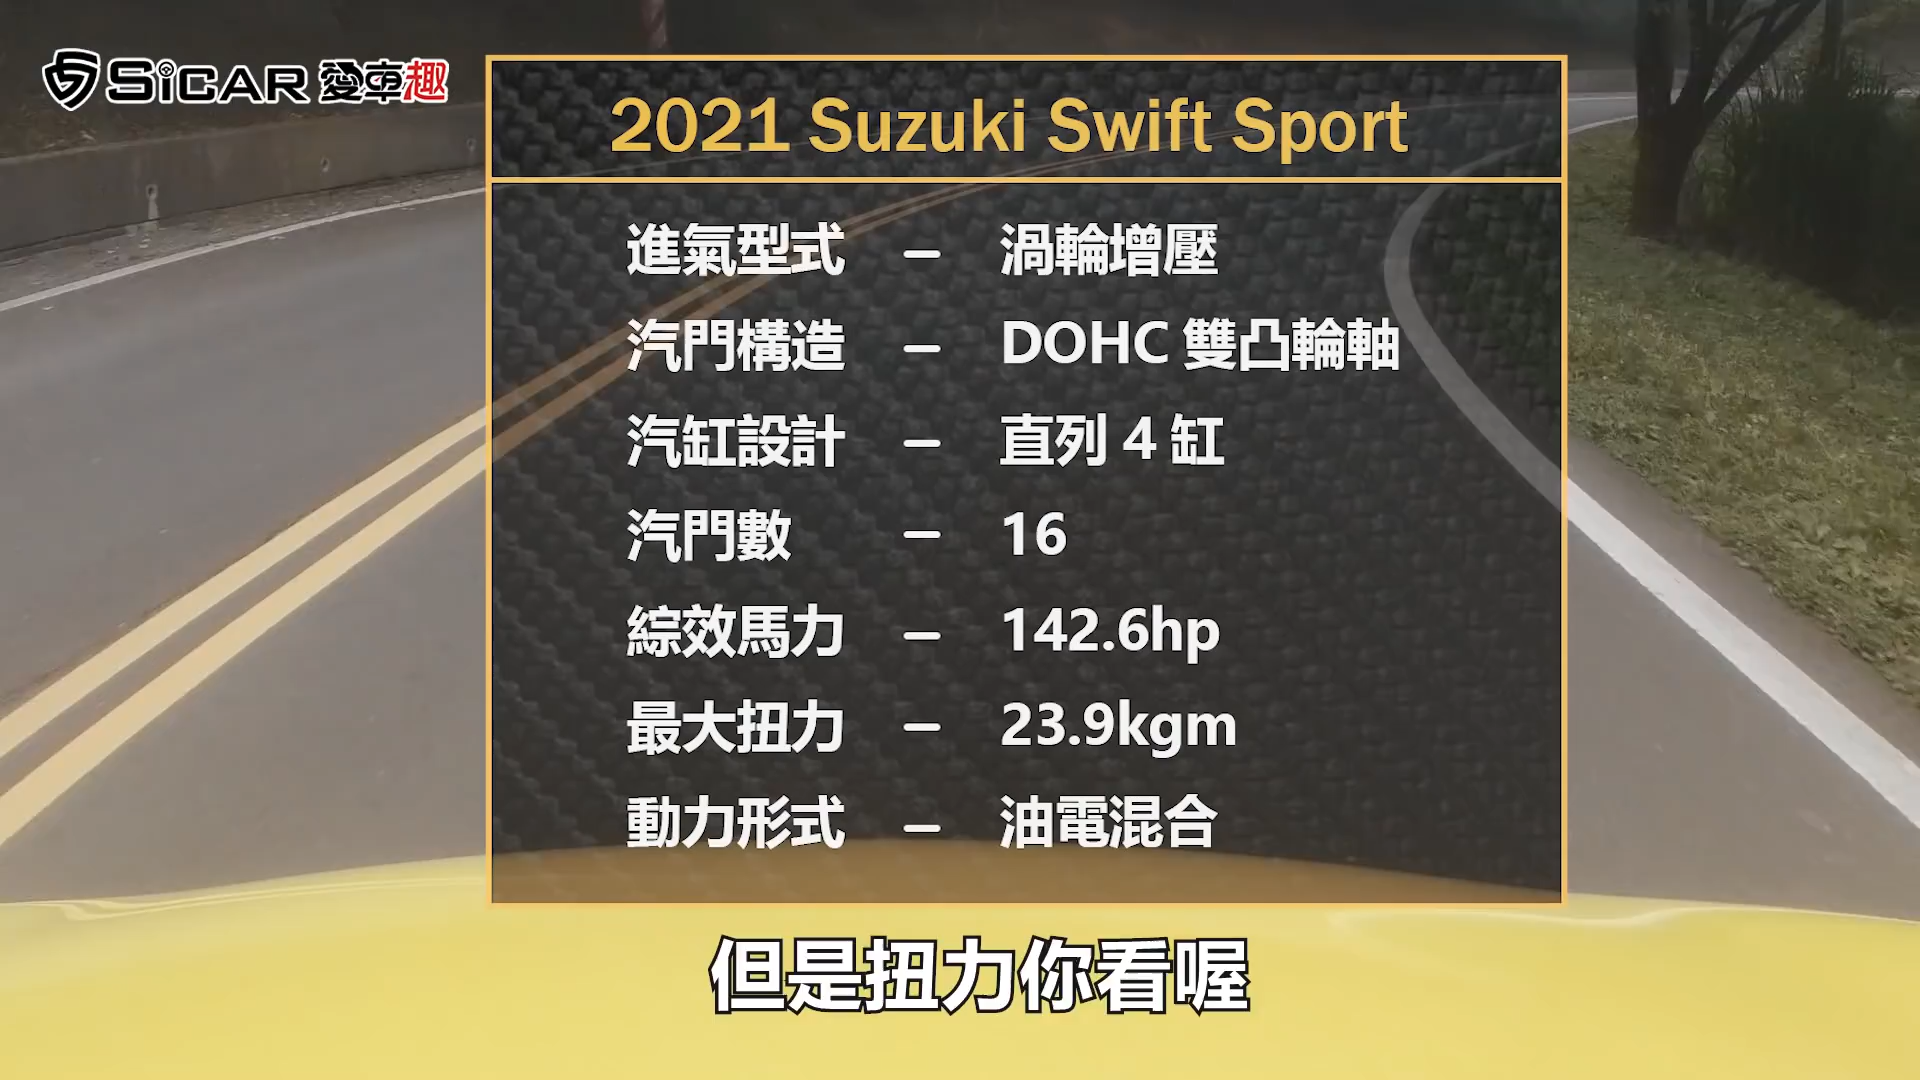 SiCAR 愛車趣
2021 Suzuki Swift Sport
進氣型式 – 渦輪增壓
汽門構造 – DOHC 雙凸輪軸
汽缸設計 – 直列 4 缸
汽門數 – 16
綜效馬力 – 142.6hp
最大扭力 – 23.9kgm
動力形式 – 油電混合
但是扭力你看喔